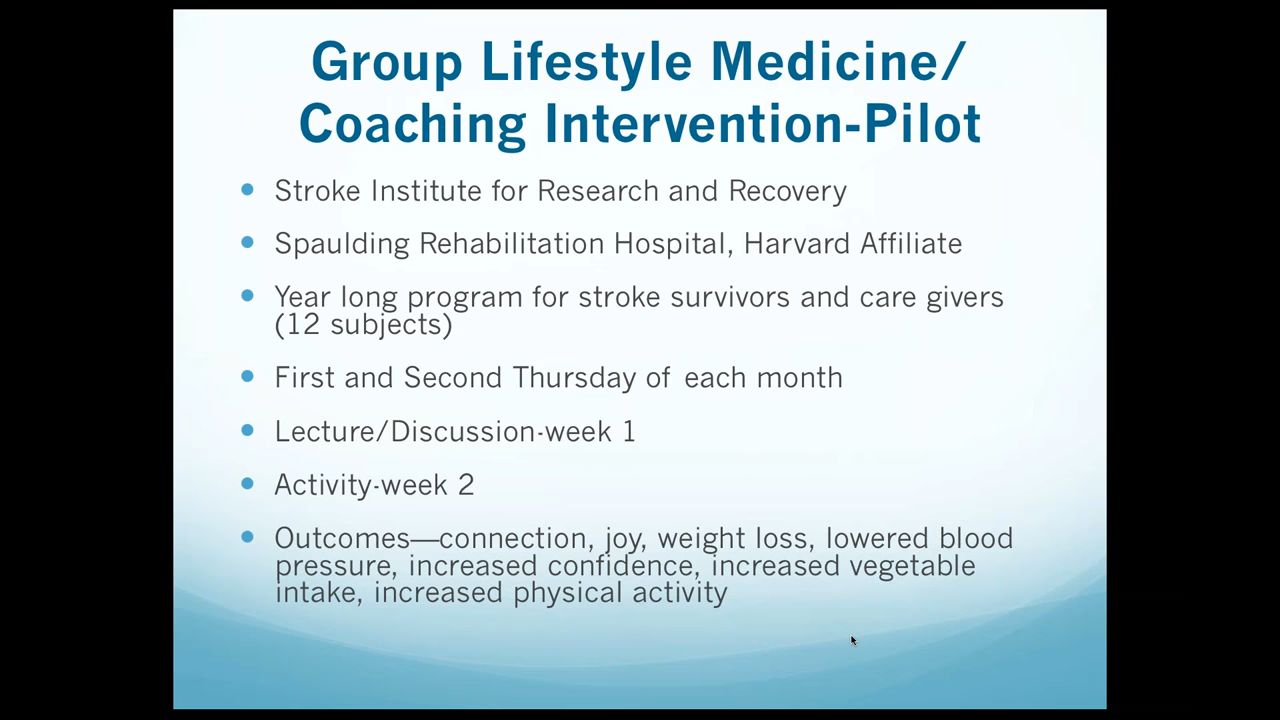 Group Lifestyle Medicine/
Coaching Intervention-Pilot
• Stroke Institute for Research and Recovery
• Spaulding Rehabilitation Hospital, Harvard Affiliate
• Year long program for stroke survivors and care givers
(12 subjects)
• First and Second Thursday of each month
• Lecture/Discussion-week 1
• Activity-week 2
• Outcomes—connection, joy, weight loss, lowered blood
pressure, increased confidence, increased vegetable
intake, increased physical activity